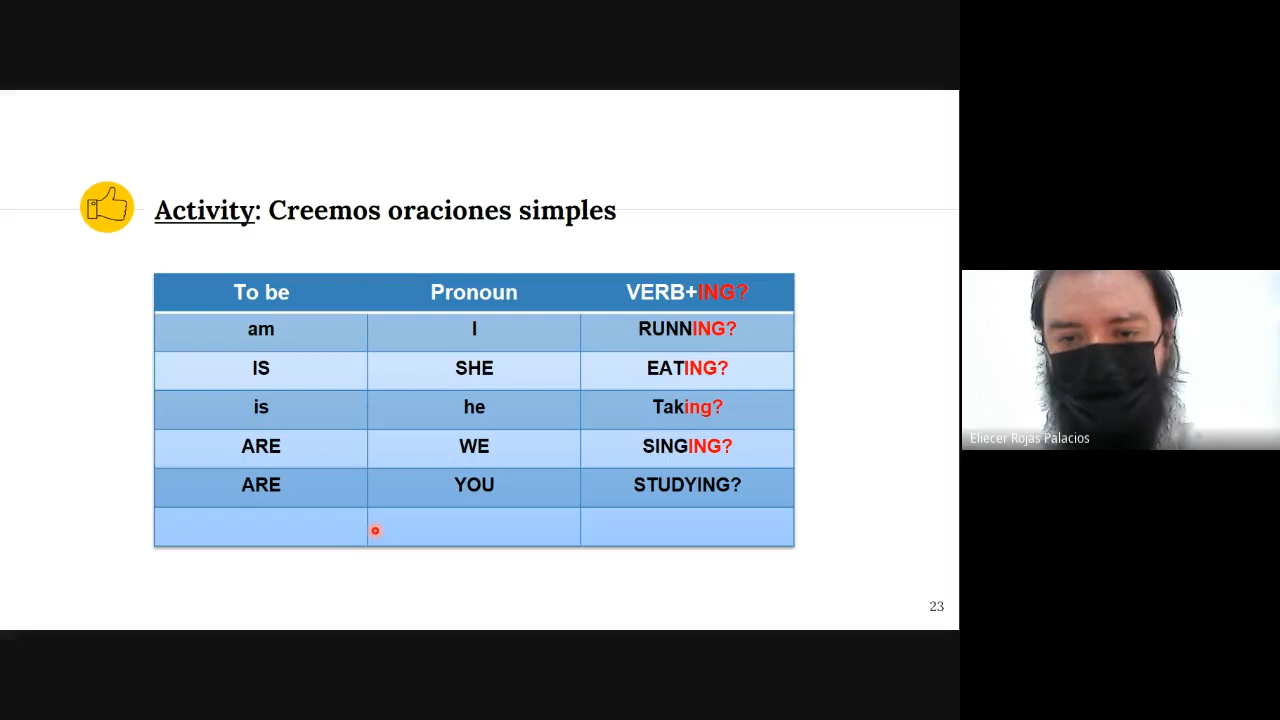 Activity: Creemos oraciones simples
To be Pronoun VERB+ING?
am I RUNNING?
IS SHE EATING?
is he Taking?
ARE WE SINGING?
ARE YOU STUDYING?
23
Eliecer Rojas Palacios